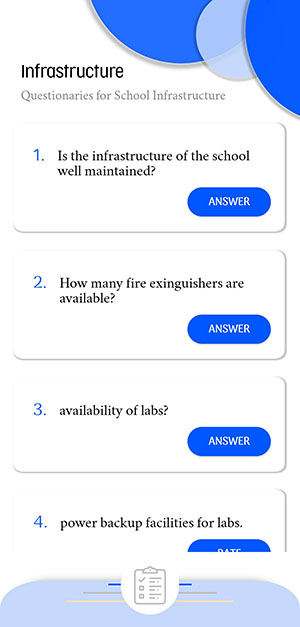 Infrastructure
Questionaries for School Infrastructure
1. Is the infrastructure of the school
well maintained?
ANSWER
2. How many fire exinguishers are
available?
ANSWER
3. availability of labs?
ANSWER
4. power backup facilities for labs.
RATE